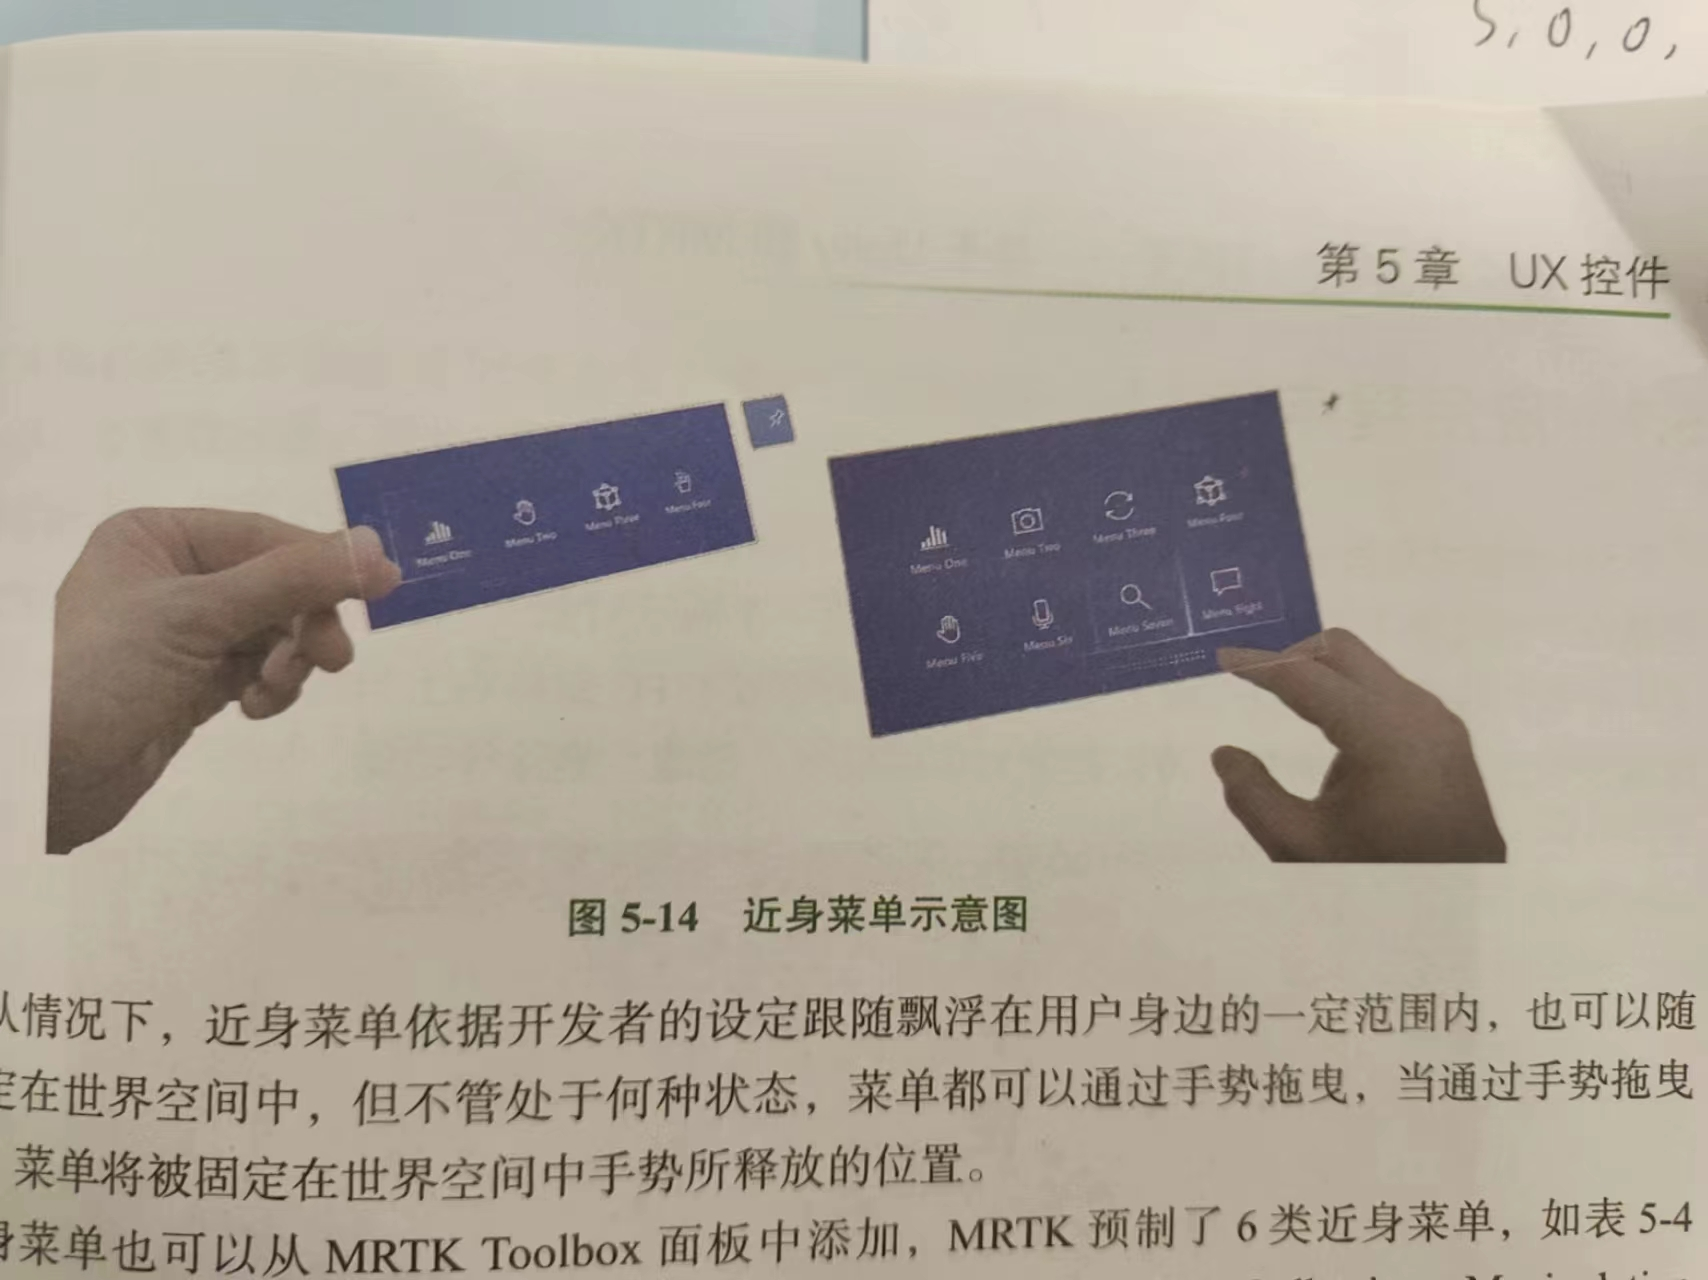 5, 0, 0,
第 5 章 UX 控件
Menu One
Menu Two
Menu Three
Menu Four
Menu One
Menu Two
Menu Three
Menu Four
Menu Five
Menu Six
Menu Seven
Menu Eight
图 5-14 近身菜单示意图
情况下，近身菜单依据开发者的设定跟随飘浮在用户身边的一定范围内，也可以随
在世界空间中，但不管处于何种状态，菜单都可以通过手势拖曳，当通过手势拖曳
菜单将被固定在世界空间中手势所释放的位置。
菜单也可以从 MRTK Toolbox 面板中添加，MRTK 预制了 6 类近身菜单，如表 5-4